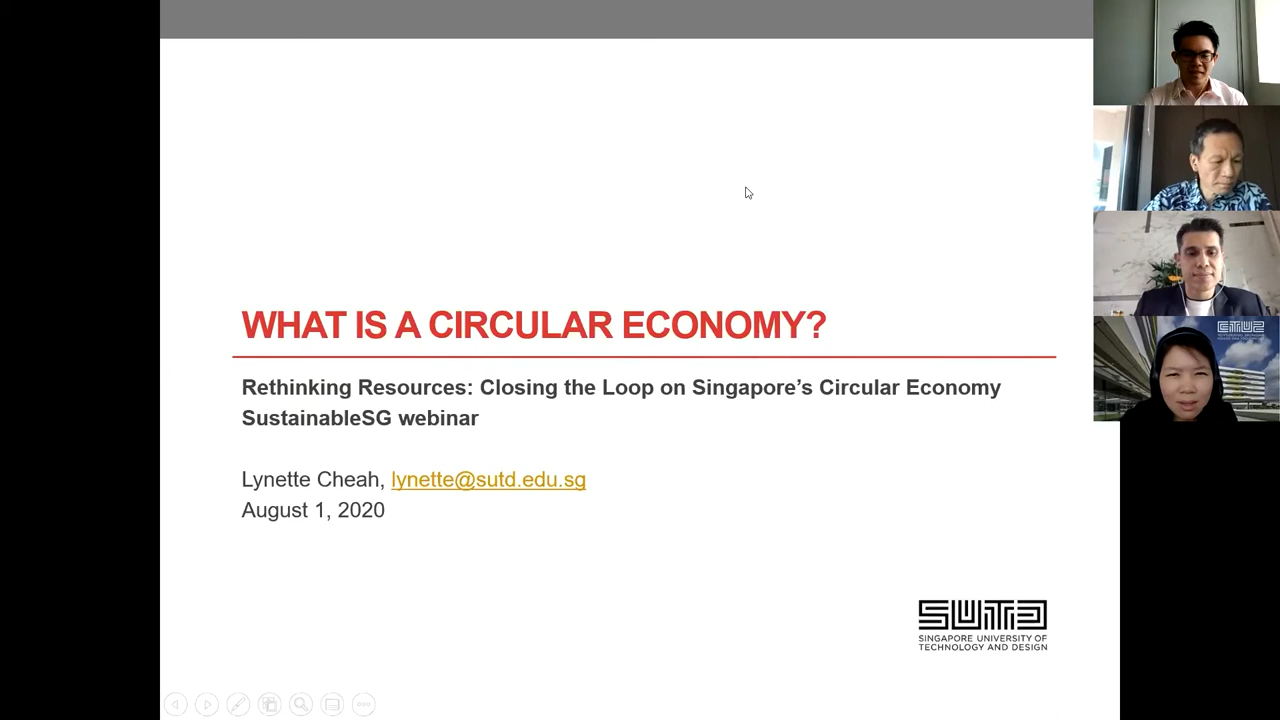 WHAT IS A CIRCULAR ECONOMY?
Rethinking Resources: Closing the Loop on Singapore's Circular Economy
SustainableSG webinar
Lynette Cheah, lynette@sutd.edu.sg
August 1, 2020
SUTD
SINGAPORE UNIVERSITY OF
TECHNOLOGY AND DESIGN